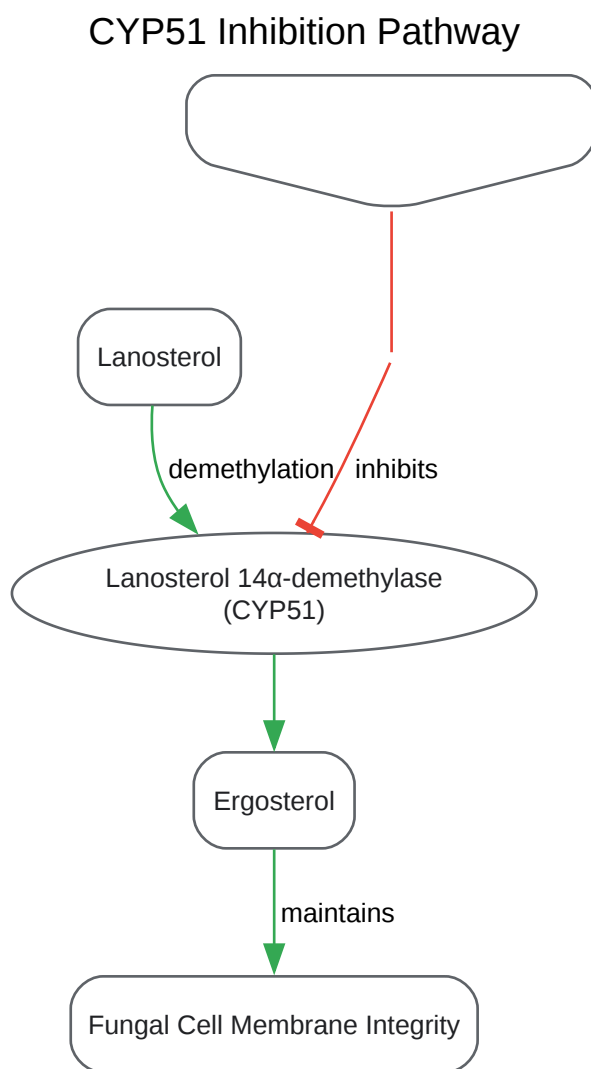 CYP51 Inhibition Pathway
Lanosterol
demethylation
inhibits
Lanosterol 14α-demethylase
(CYP51)
Ergosterol
maintains
Fungal Cell Membrane Integrity